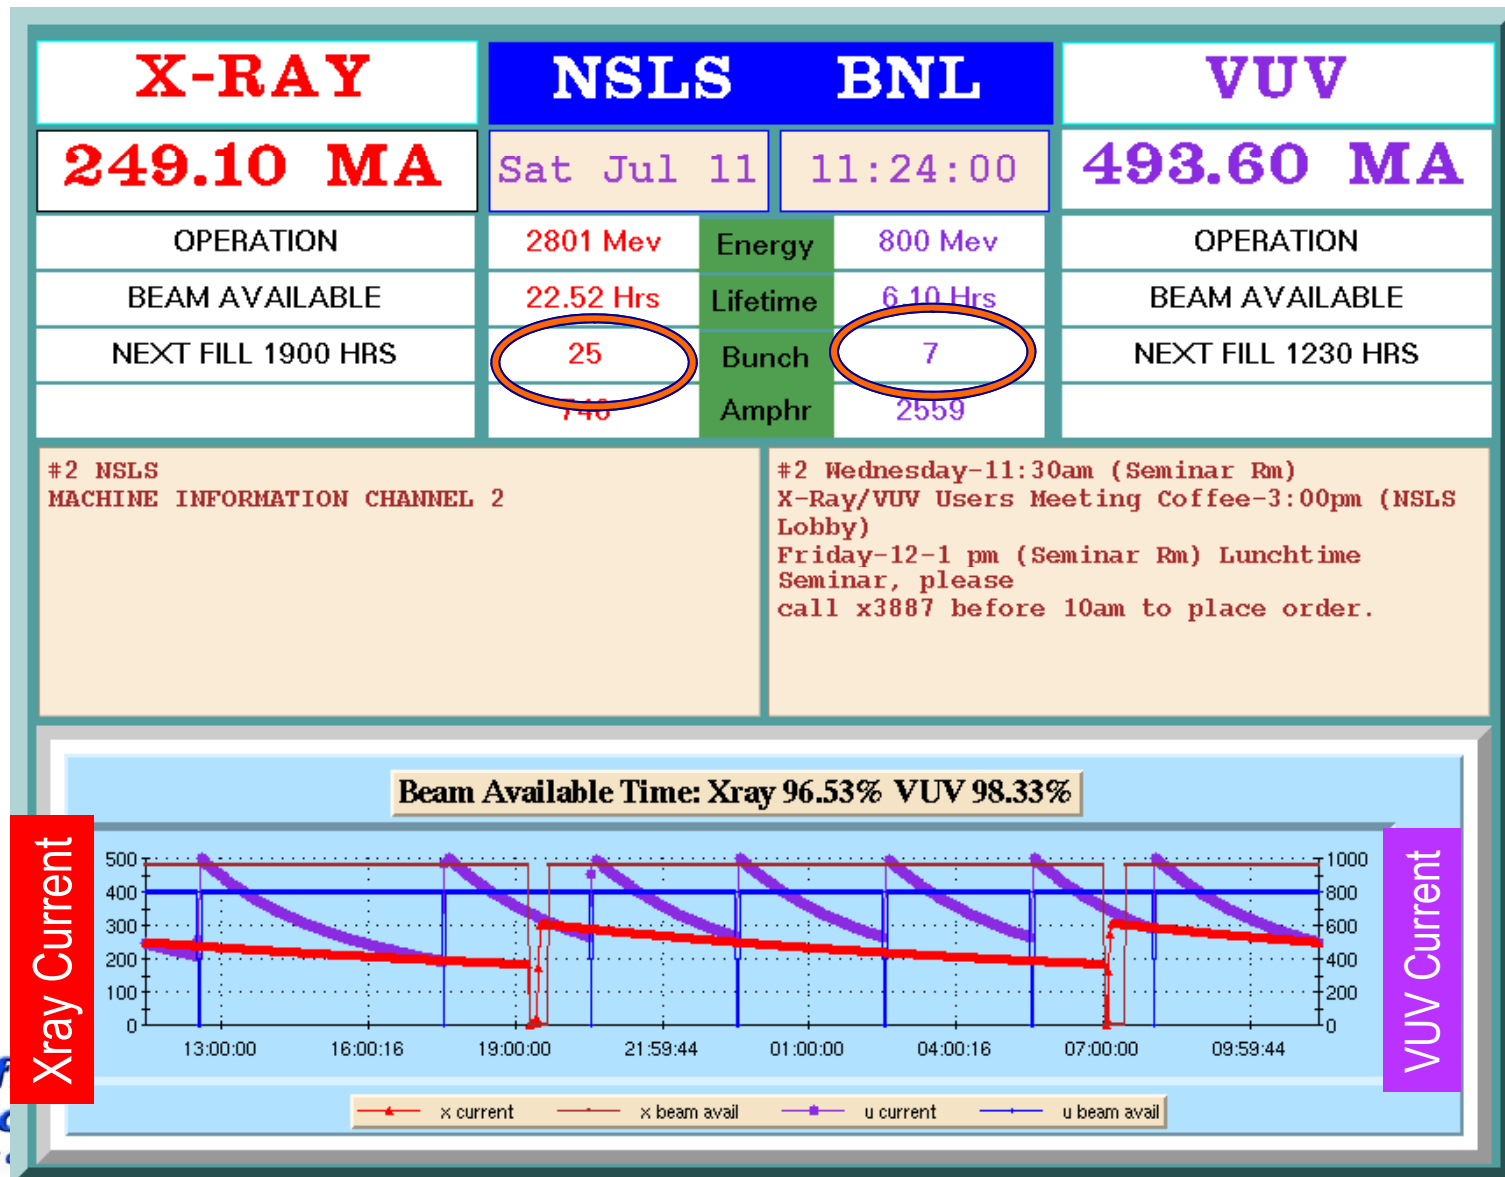 X-RAY NSLS BNL VUV
249.10 MA Sat Jul 11 11:24:00 493.60 MA
OPERATION 2801 Mev Energy 800 Mev OPERATION
BEAM AVAILABLE 22.52 Hrs Lifetime 6.10 Hrs BEAM AVAILABLE
NEXT FILL 1900 HRS 25 Bunch 7 NEXT FILL 1230 HRS
Amphr 2559
#2 NSLS
MACHINE INFORMATION CHANNEL 2
#2 Wednesday-11:30am (Seminar Rm)
X-Ray/VUV Users Meeting Coffee-3:00pm (NSLS
Lobby)
Friday-12-1 pm (Seminar Rm) Lunchtime
Seminar, please
call x3887 before 10am to place order.
Beam Available Time: Xray 96.53% VUV 98.33%
Xray Current
500
400
300
200
100
0
1000
800
600
400
200
0
VUV Current
13:00:00 16:00:16 19:00:00 21:59:44 01:00:00 04:00:16 07:00:00 09:59:44
x current x beam avail u current u beam avail